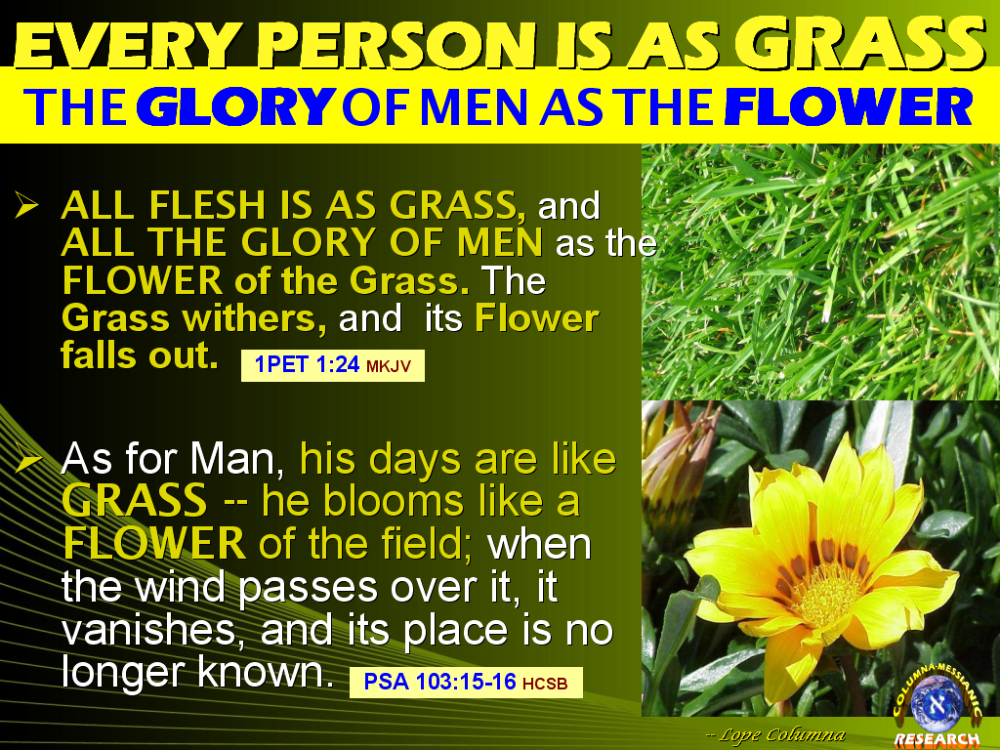 EVERY PERSON IS AS GRASS
THE GLORY OF MEN AS THE FLOWER
ALL FLESH IS AS GRASS, and
ALL THE GLORY OF MEN as the
FLOWER of the Grass. The
Grass withers, and its Flower
falls out. 1PET 1:24 MKJV
As for Man, his days are like
GRASS -- he blooms like a
FLOWER of the field; when
the wind passes over it, it
vanishes, and its place is no
longer known. PSA 103:15-16 HCSB
-- Lope Columna
COLUMNA-MESSIANIC
א
RESEARCH